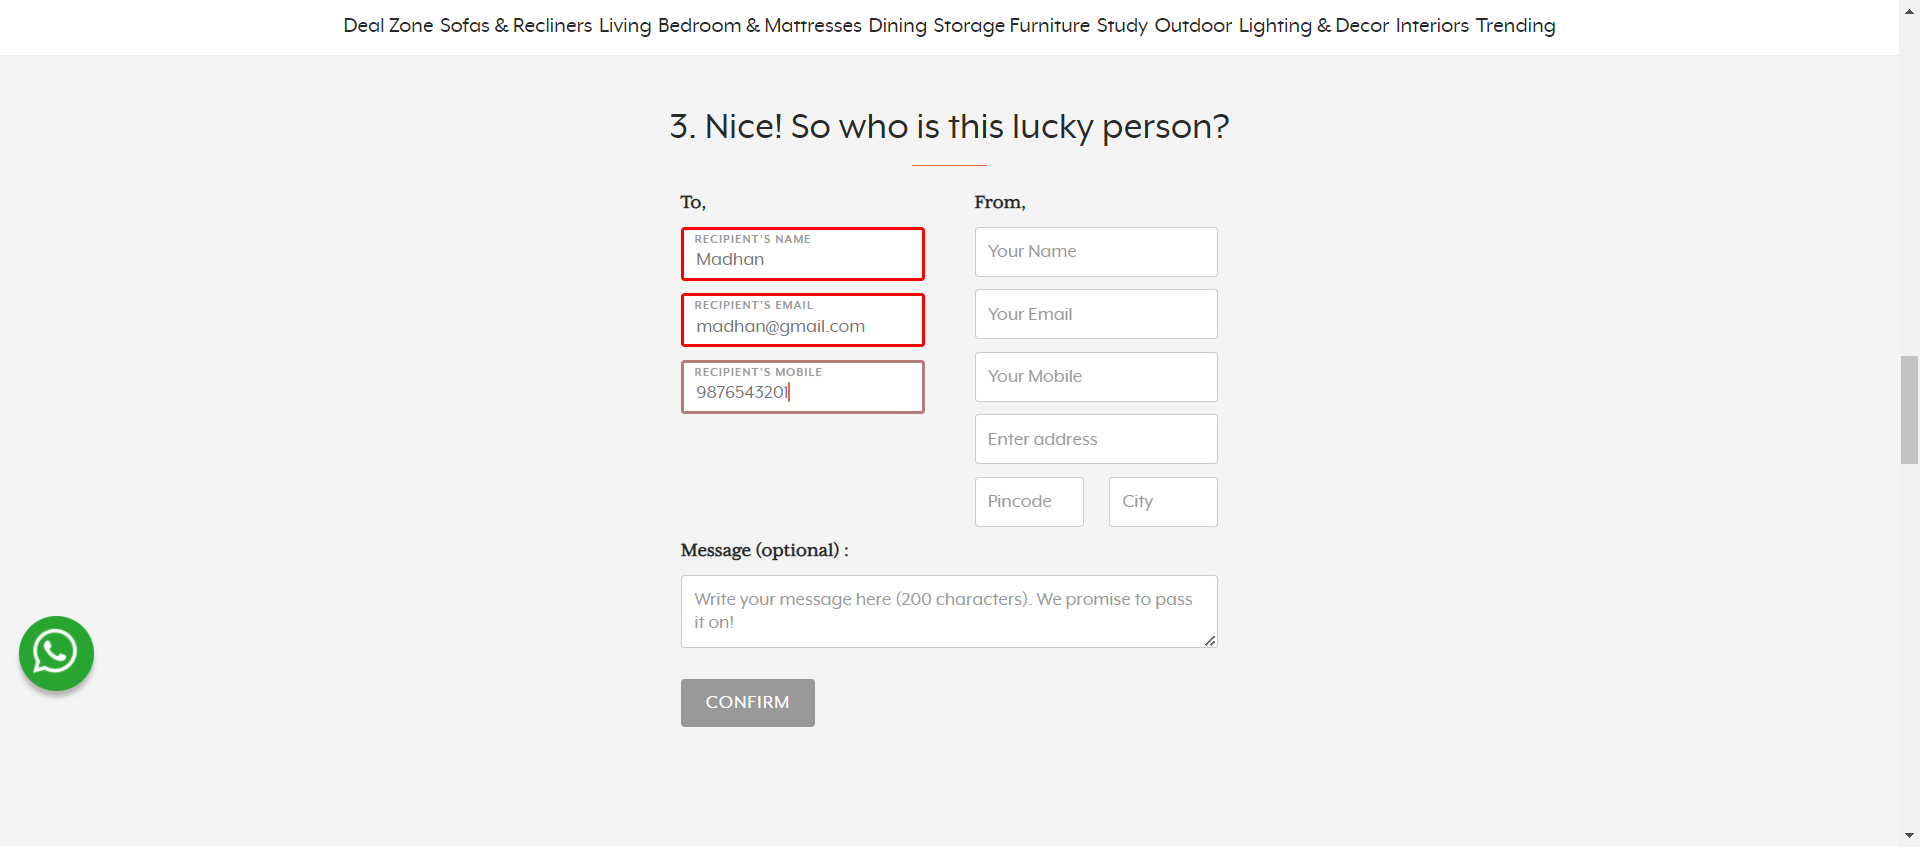 Deal Zone Sofas & Recliners Living Bedroom & Mattresses Dining Storage Furniture Study Outdoor Lighting & Decor Interiors Trending
3. Nice! So who is this lucky person?
To,
RECIPIENT'S NAME
Madhan
RECIPIENT'S EMAIL
madhan@gmail.com
RECIPIENT'S MOBILE
9876543201
From,
Your Name
Your Email
Your Mobile
Enter address
Pincode City
Message (optional) :
Write your message here (200 characters). We promise to pass
it on!
CONFIRM